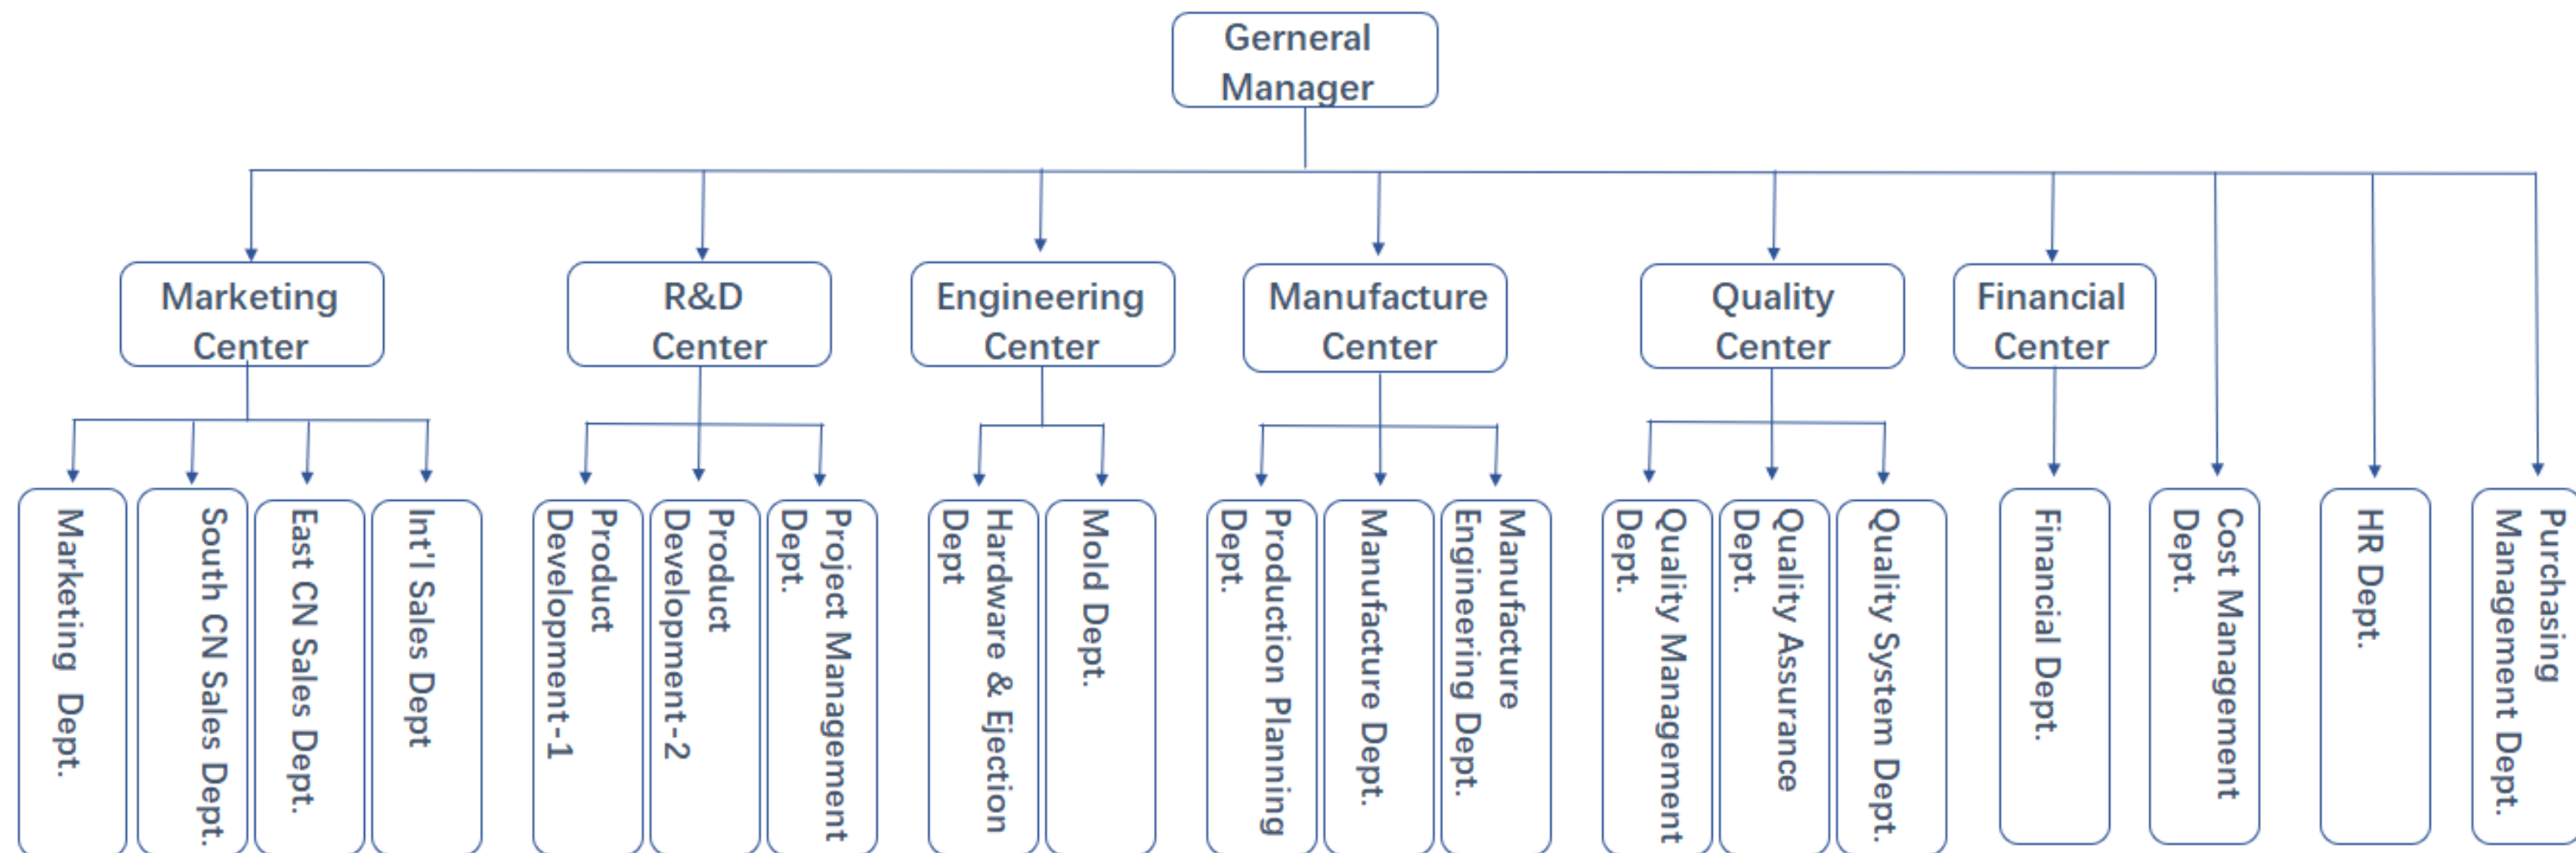 Gerneral
Manager
Marketing
Center
R&D
Center
Engineering
Center
Manufacture
Center
Quality
Center
Financial
Center
Marketing Dept.
South CN Sales Dept.
East CN Sales Dept.
Int'l Sales Dept
Product
Development-1
Product
Development-2
Project Management
Dept.
Hardware & Ejection
Dept
Mold Dept.
Production Planning
Dept.
Manufacture Dept.
Manufacture
Engineering Dept.
Quality Management
Dept.
Quality Assurance
Dept.
Quality System Dept.
Financial Dept.
Cost Management
Dept.
HR Dept.
Purchasing
Management Dept.